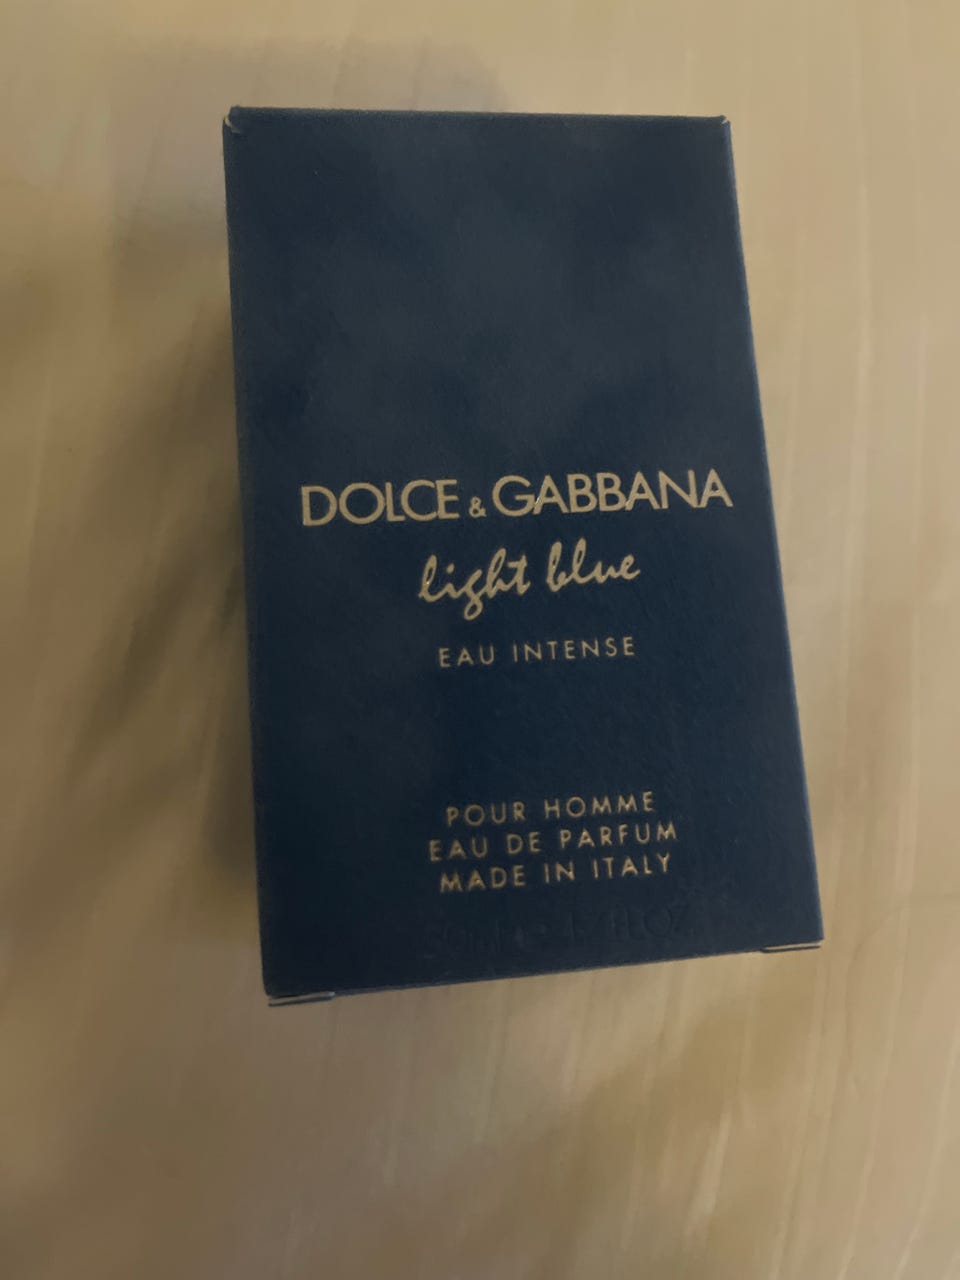 DOLCE & GABBANA
light blue
EAU INTENSE
POUR HOMME
EAU DE PARFUM
MADE IN ITALY